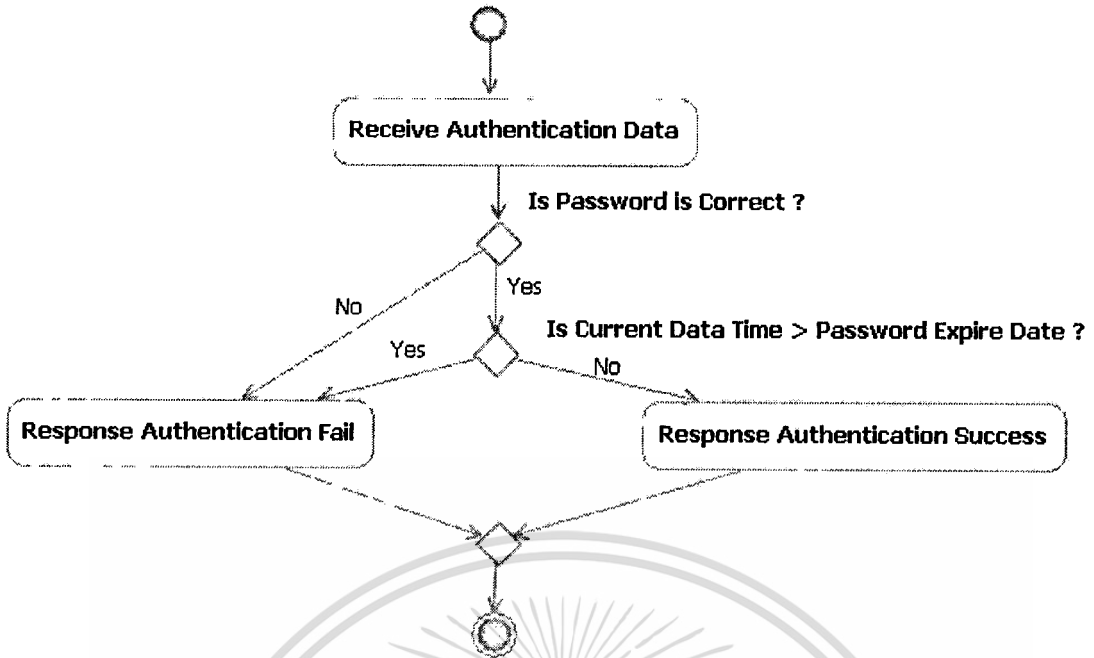 Receive Authentication Data
Is Password is Correct ?
Yes
No
Is Current Data Time > Password Expire Date ?
Yes
No
Response Authentication Fail
Response Authentication Success